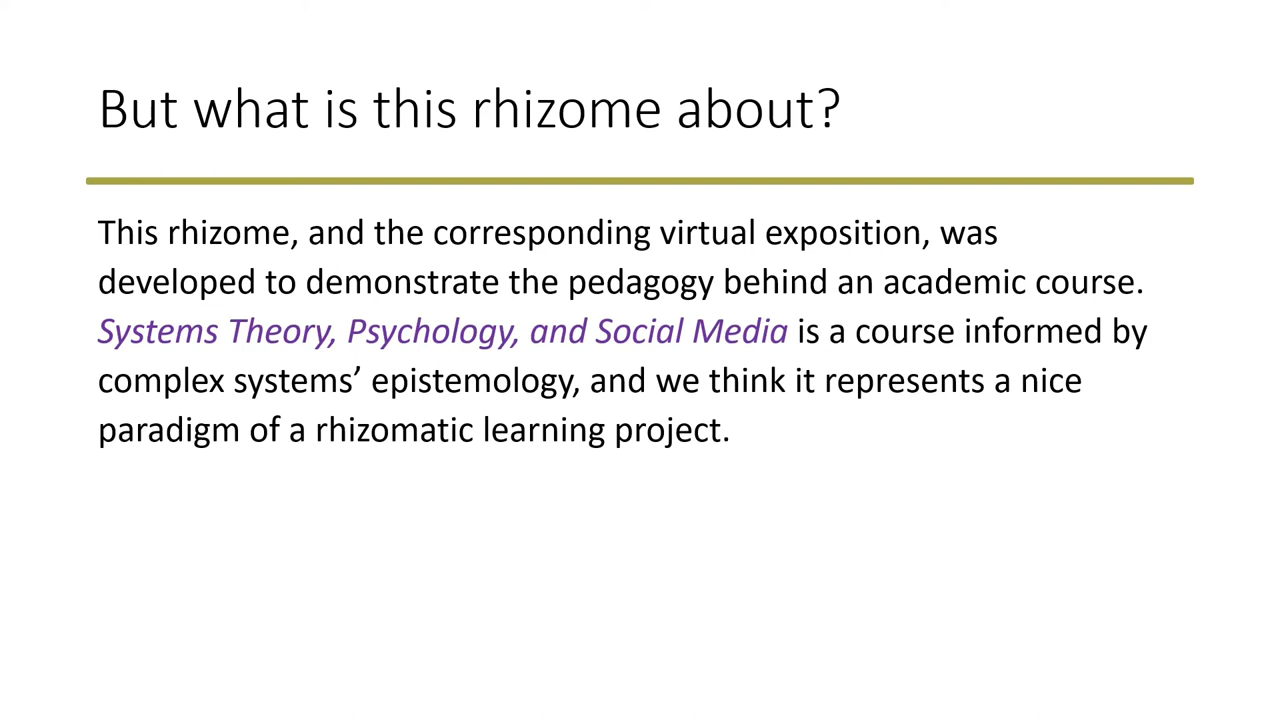 But what is this rhizome about?
This rhizome, and the corresponding virtual exposition, was
developed to demonstrate the pedagogy behind an academic course.
Systems Theory, Psychology, and Social Media is a course informed by
complex systems’ epistemology, and we think it represents a nice
paradigm of a rhizomatic learning project.